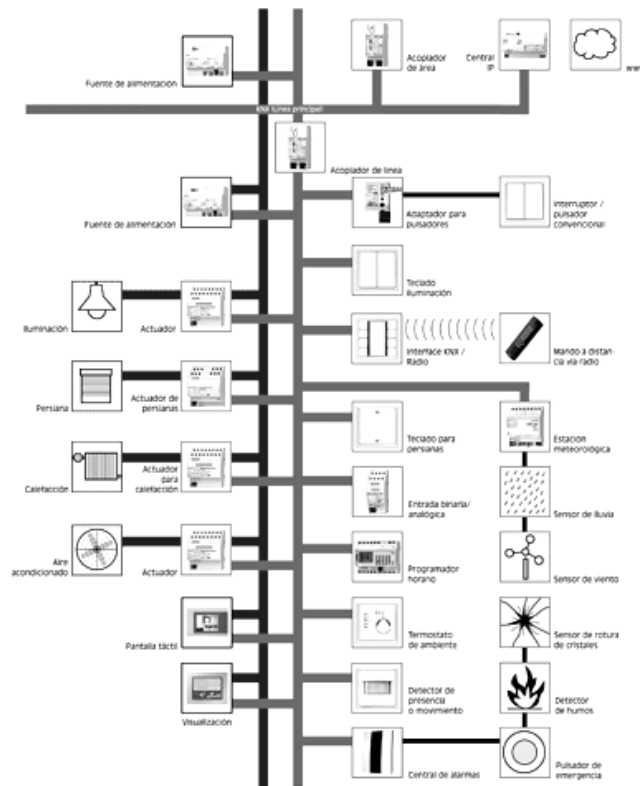 Fuente de alimentación
Acoplador
de área
Central
IP
KNX (Línea principal)
Acoplador de línea
Fuente de alimentación
Adaptador para
pulsadores
Interruptor /
pulsador
convencional
Teclado
iluminación
Iluminación
Actuador
Interface KNX /
Radio
Mando a distan-
cia vía radio
Persiana
Actuador de
persianas
Teclado para
persianas
Estación
meteorológica
Calefacción
Actuador
para
calefacción
Entrada binaria/
analógica
Sensor de lluvia
Aire
acondicionado
Actuador
Programador
horario
Sensor de viento
Pantalla táctil
Termostato
de ambiente
Sensor de rotura
de cristales
Visualización
Detector de
presencia
o movimiento
Detector
de humos
Central de alarmas
Pulsador de
emergencia